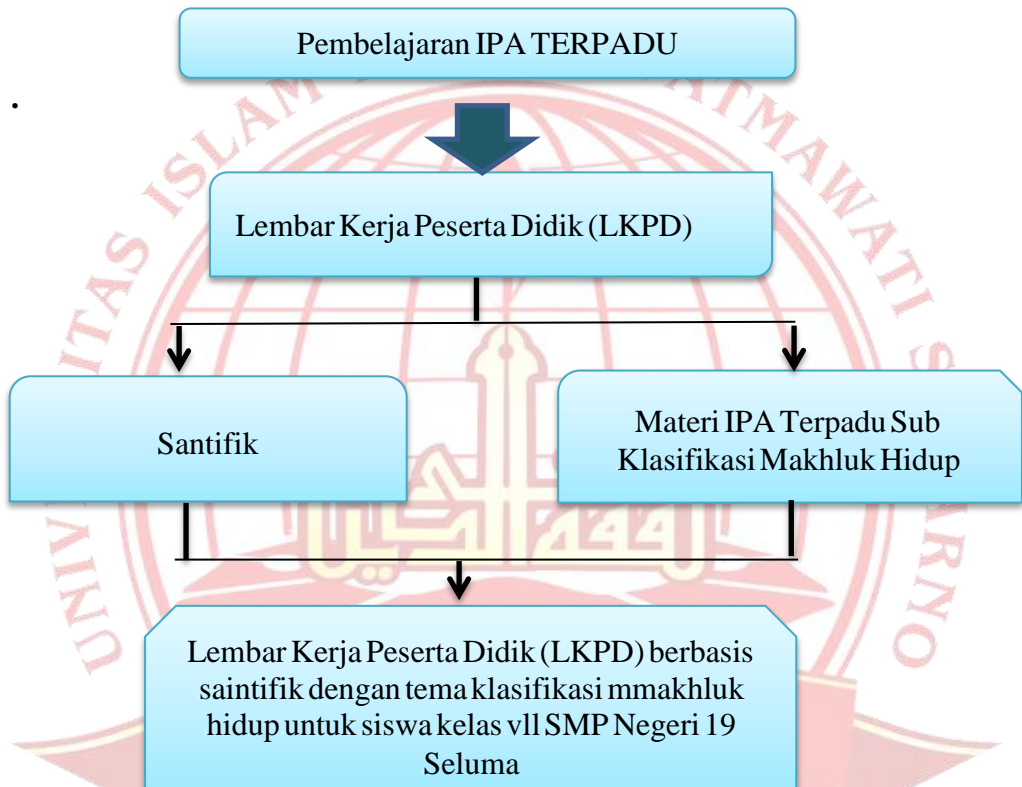 Pembelajaran IPA TERPADU
.
Lembar Kerja Peserta Didik (LKPD)
Santifik
Materi IPA Terpadu Sub
Klasifikasi Makhluk Hidup
Lembar Kerja Peserta Didik (LKPD) berbasis
saintifik dengan tema klasifikasi mmakhluk
hidup untuk siswa kelas vll SMP Negeri 19
Seluma